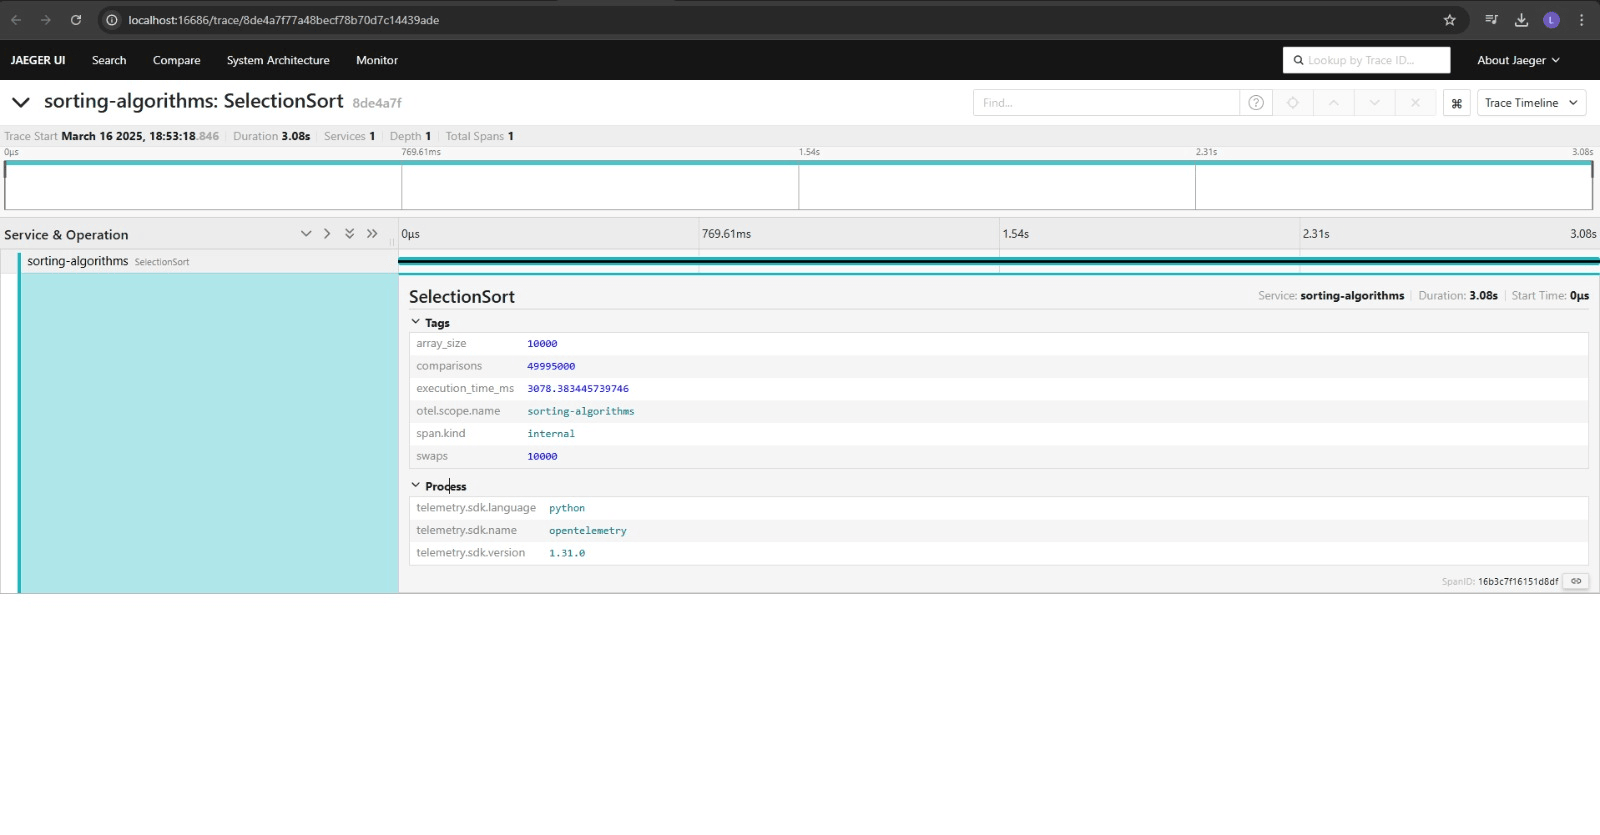 localhost:16686/trace/8de4a7f77a48becf78b70d7c14439ade
L
JAEGER UI Search Compare System Architecture Monitor Lookup by Trace ID... About Jaeger
sorting-algorithms: SelectionSort 8de4a7f Find... ? ⌘ Trace Timeline
Trace Start March 16 2025, 18:53:18.846 Duration 3.08s Services 1 Depth 1 Total Spans 1
0μs 769.61ms 1.54s 2.31s 3.08s
Service & Operation 0μs 769.61ms 1.54s 2.31s 3.08s
sorting-algorithms SelectionSort
SelectionSort Service: sorting-algorithms Duration: 3.08s Start Time: 0μs
Tags
array_size 10000
comparisons 49995000
execution_time_ms 3078.383445739746
otel.scope.name sorting-algorithms
span.kind internal
swaps 10000
Process
telemetry.sdk.language python
telemetry.sdk.name opentelemetry
telemetry.sdk.version 1.31.0
SpanID: 16b3c7f16151d8df